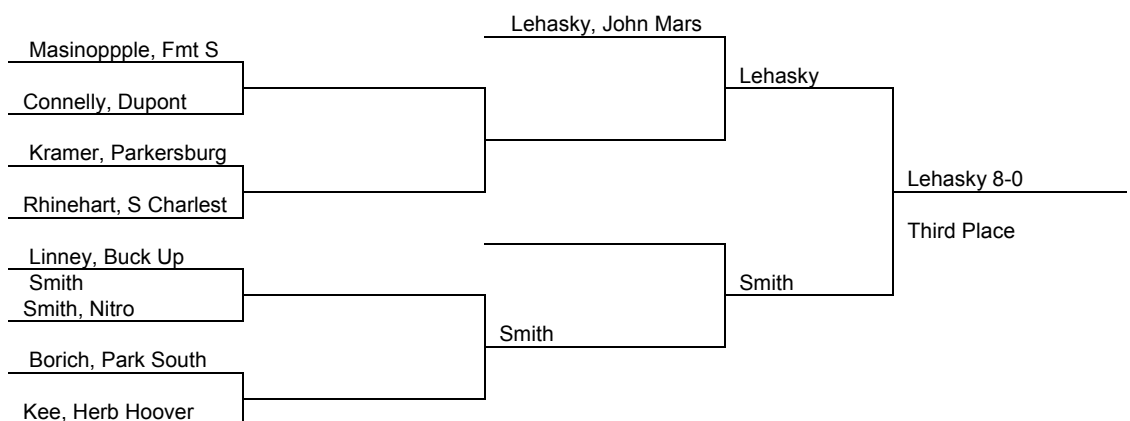 Lehasky, John Mars
Masinoppple, Fmt S
Lehasky
Connelly, Dupont
Kramer, Parkersburg
Lehasky 8-0
Rhinehart, S Charlest
Third Place
Linney, Buck Up
Smith
Smith
Smith, Nitro
Smith
Borich, Park South
Kee, Herb Hoover